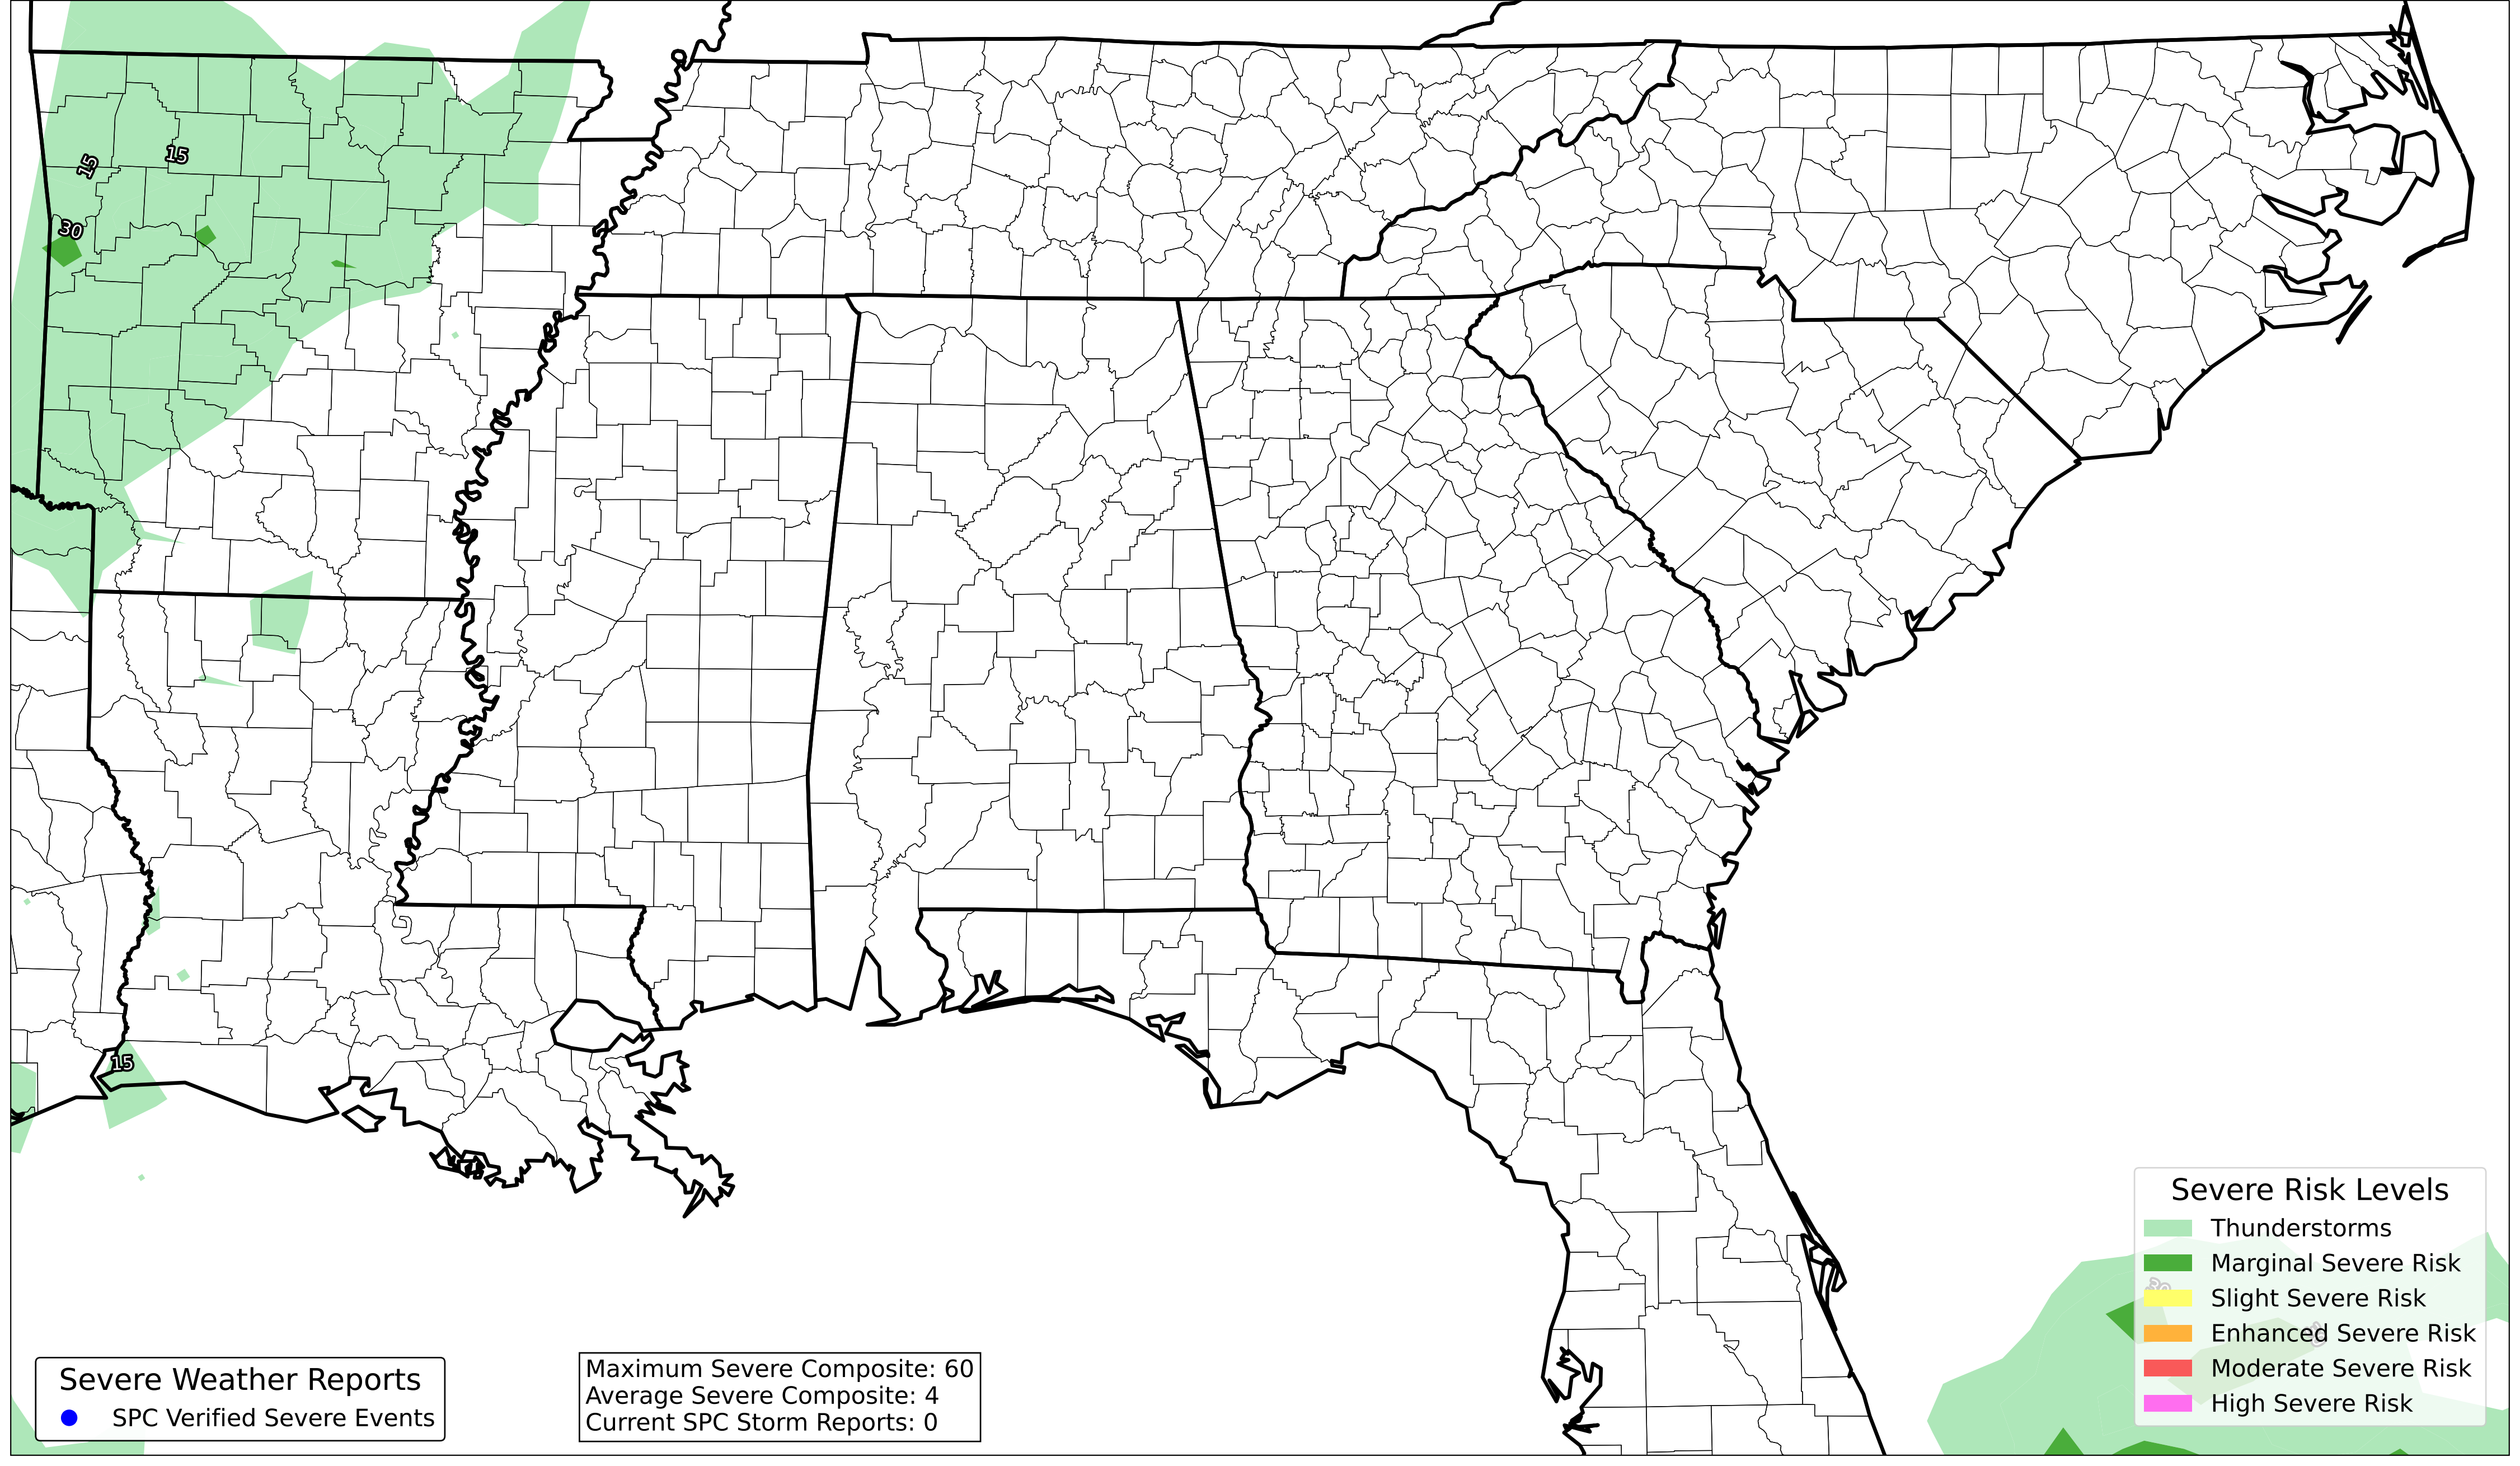 15
15
30
15
Severe Risk Levels
Thunderstorms
Marginal Severe Risk
Slight Severe Risk
Enhanced Severe Risk
Moderate Severe Risk
High Severe Risk
Severe Weather Reports
SPC Verified Severe Events
Maximum Severe Composite: 60
Average Severe Composite: 4
Current SPC Storm Reports: 0